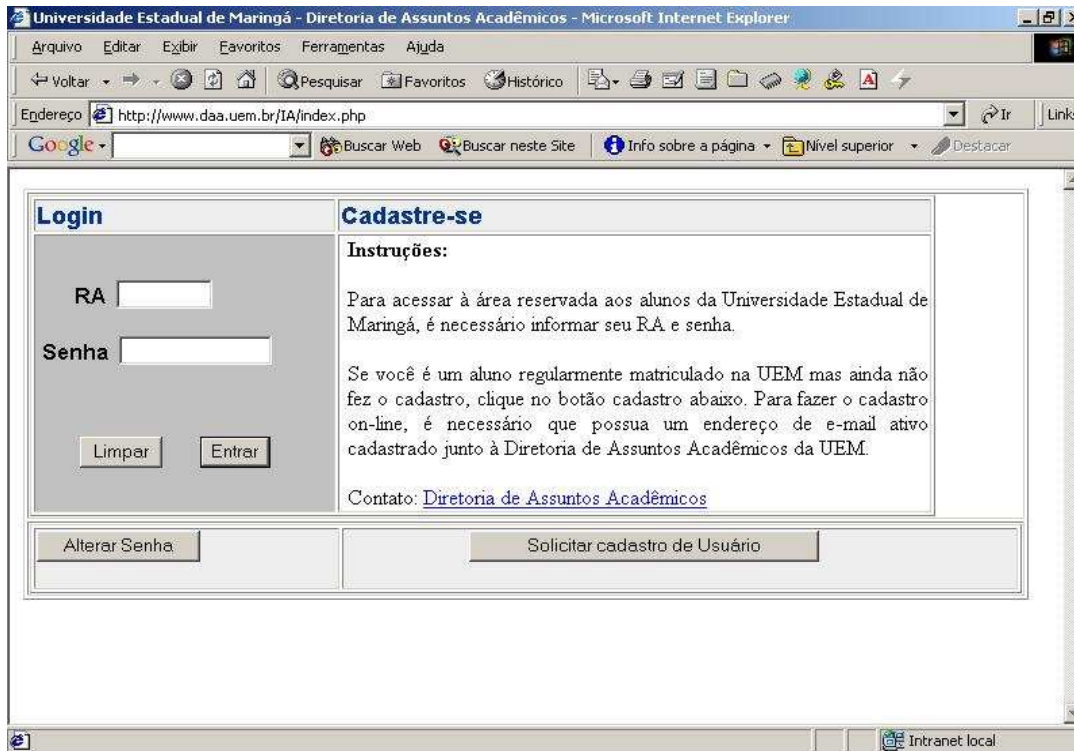 Universidade Estadual de Maringá - Diretoria de Assuntos Acadêmicos - Microsoft Internet Explorer
Arquivo Editar Exibir Favoritos Ferramentas Ajuda
Voltar Pesquisar Favoritos Histórico
Endereço http://www.daa.uem.br/IA/index.php Ir Links
Google Buscar Web Buscar neste Site Info sobre a página Nível superior Destacar
Login
Cadastre-se
RA
Senha
Limpar Entrar
Instruções:
Para acessar à área reservada aos alunos da Universidade Estadual de
Maringá, é necessário informar seu RA e senha.
Se você é um aluno regularmente matriculado na UEM mas ainda não
fez o cadastro, clique no botão cadastro abaixo. Para fazer o cadastro
on-line, é necessário que possua um endereço de e-mail ativo
cadastrado junto à Diretoria de Assuntos Acadêmicos da UEM.
Contato: Diretoria de Assuntos Acadêmicos
Alterar Senha
Solicitar cadastro de Usuário
Intranet local